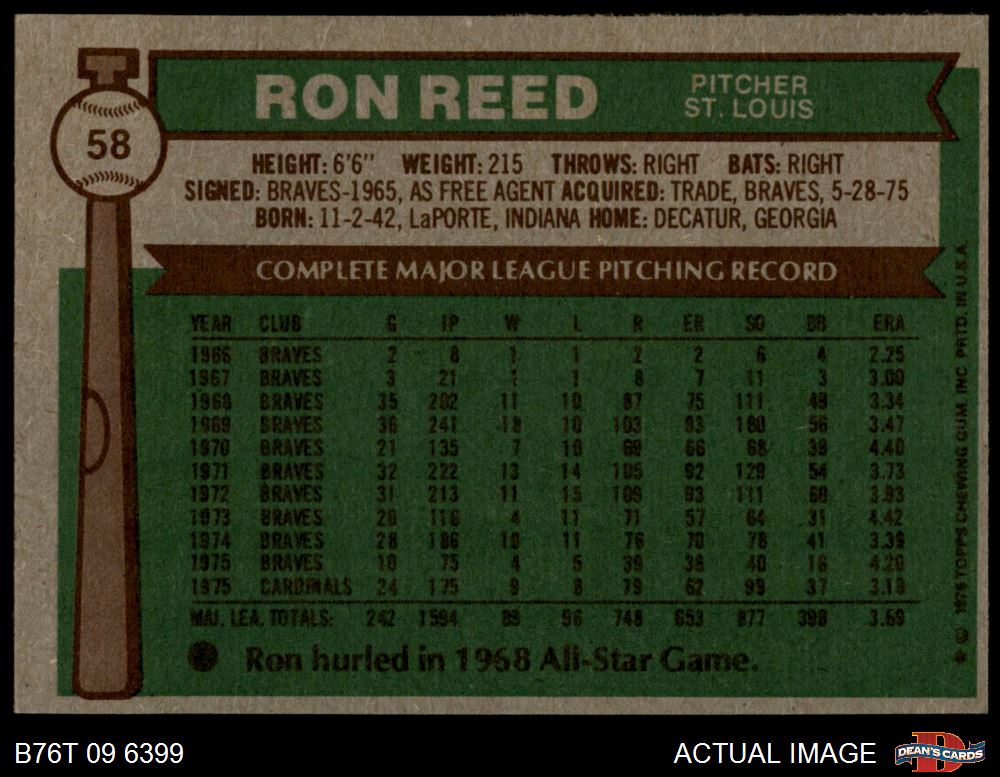 58
RON REED
PITCHER
ST. LOUIS
HEIGHT: 6'6" WEIGHT: 215 THROWS: RIGHT BATS: RIGHT
SIGNED: BRAVES-1965, AS FREE AGENT ACQUIRED: TRADE, BRAVES, 5-28-75
BORN: 11-2-42, LaPORTE, INDIANA HOME: DECATUR, GEORGIA
COMPLETE MAJOR LEAGUE PITCHING RECORD
YEAR CLUB G IP W L R ER SO BB ERA
1966 BRAVES 2 8 1 1 2 2 6 4 2.25
1967 BRAVES 3 21 1 1 8 7 11 3 3.00
1968 BRAVES 35 202 11 10 87 75 111 49 3.34
1969 BRAVES 36 241 18 10 103 93 160 56 3.47
1970 BRAVES 21 135 7 10 69 66 68 39 4.40
1971 BRAVES 32 222 13 14 105 92 129 54 3.73
1972 BRAVES 31 213 11 15 109 93 111 60 3.93
1973 BRAVES 20 116 4 11 71 57 64 31 4.42
1974 BRAVES 28 186 10 11 76 70 78 41 3.39
1975 BRAVES 10 75 4 5 39 35 40 16 4.20
1975 CARDINALS 24 175 9 8 79 62 99 37 3.19
MAJ. LEA. TOTALS: 242 1594 89 96 748 653 877 390 3.69
Ron hurled in 1968 All-Star Game.
© 1976 TOPPS CHEWING GUM, INC. PRTD. IN U.S.A.
B76T 09 6399
ACTUAL IMAGE
D
DEAN'S CARDS